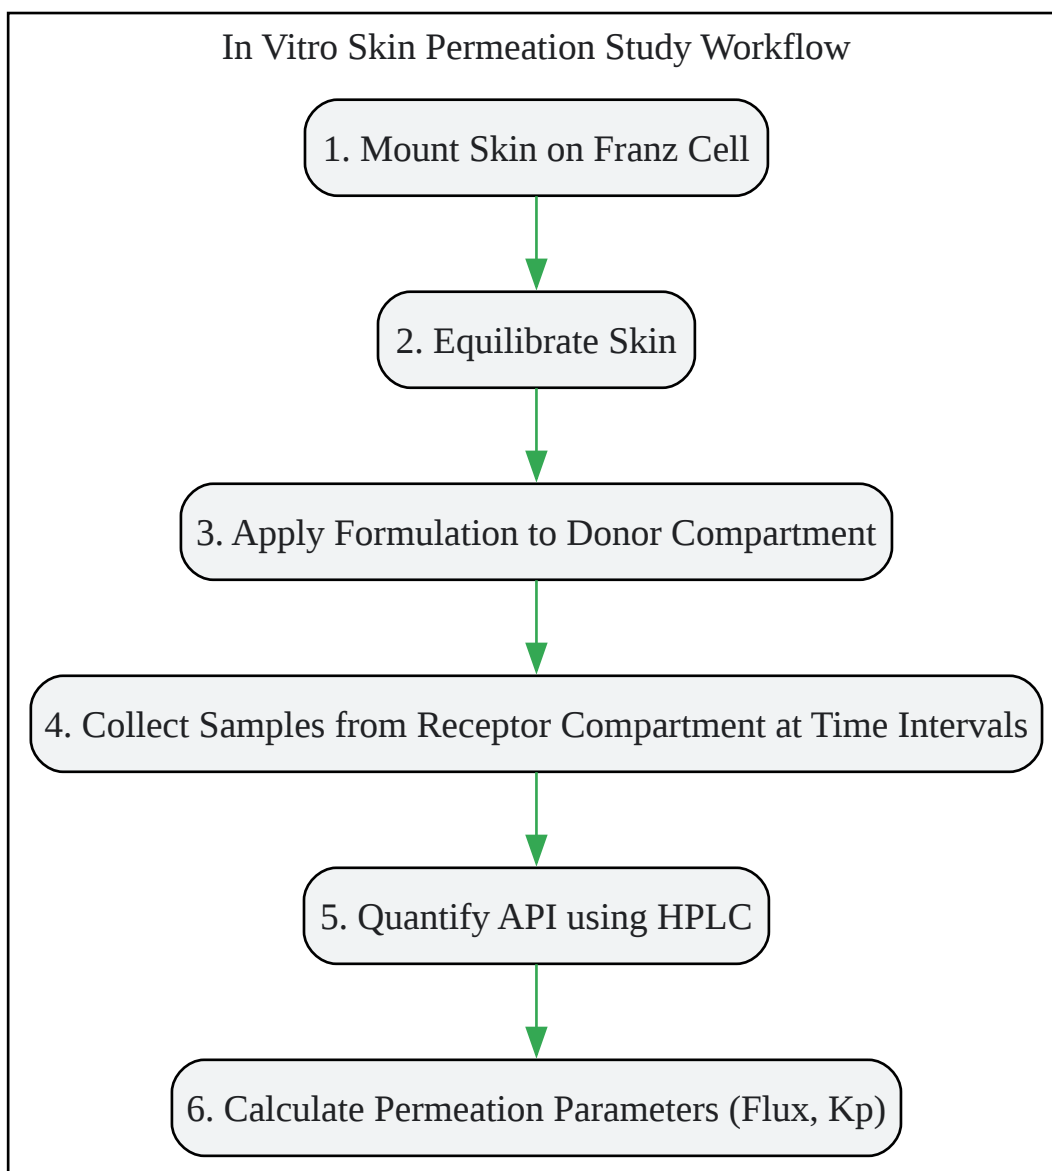 In Vitro Skin Permeation Study Workflow
1. Mount Skin on Franz Cell
2. Equilibrate Skin
3. Apply Formulation to Donor Compartment
4. Collect Samples from Receptor Compartment at Time Intervals
5. Quantify API using HPLC
6. Calculate Permeation Parameters (Flux, Kp)